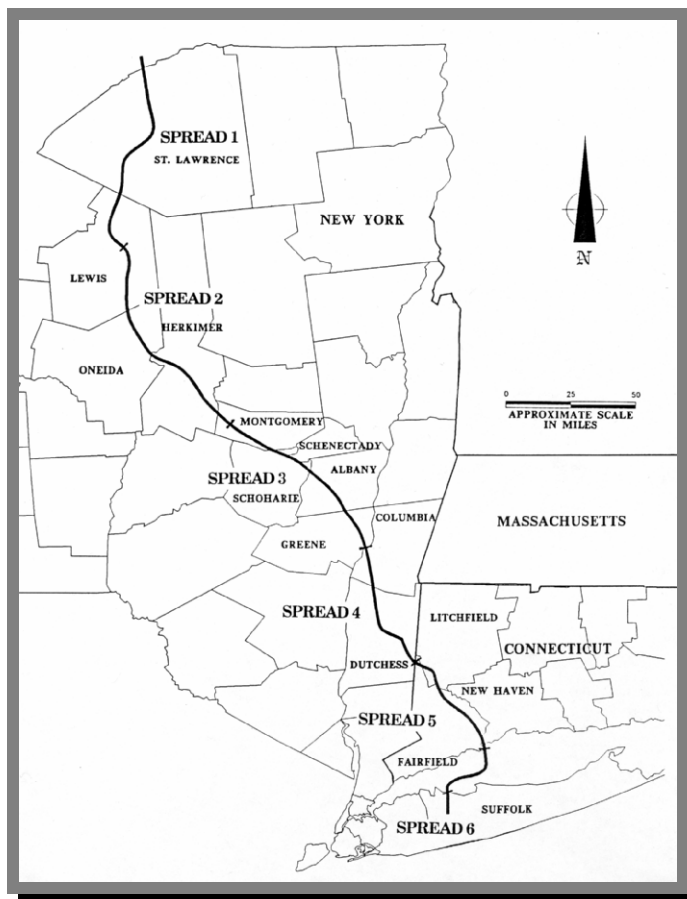 SPREAD 1
ST. LAWRENCE
NEW YORK
N
LEWIS
SPREAD 2
HERKIMER
ONEIDA
0 25 50
APPROXIMATE SCALE
IN MILES
MONTGOMERY
SCHENECTADY
ALBANY
SPREAD 3
SCHOHARIE
COLUMBIA
MASSACHUSETTS
GREENE
SPREAD 4
LITCHFIELD
CONNECTICUT
DUTCHESS
NEW HAVEN
SPREAD 5
FAIRFIELD
SUFFOLK
SPREAD 6